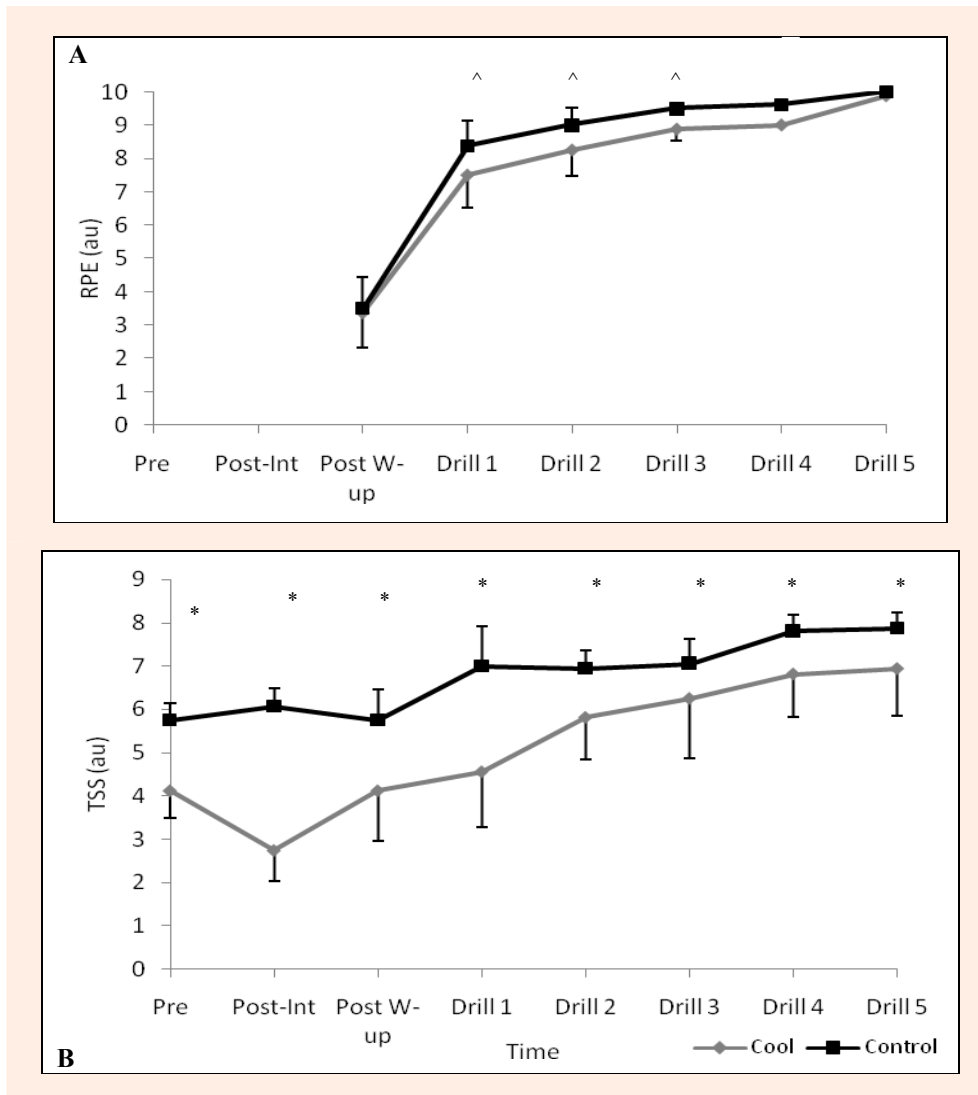 A
^ ^ ^
10
9
8
7
6
5
4
3
2
1
0
RPE (au)
Pre Post-Int Post W-up Drill 1 Drill 2 Drill 3 Drill 4 Drill 5
9
8
7
6
5
4
3
2
1
0
* * * * * * * *
TSS (au)
Pre Post-Int Post W-up Drill 1 Drill 2 Drill 3 Drill 4 Drill 5
Time
Cool Control
B